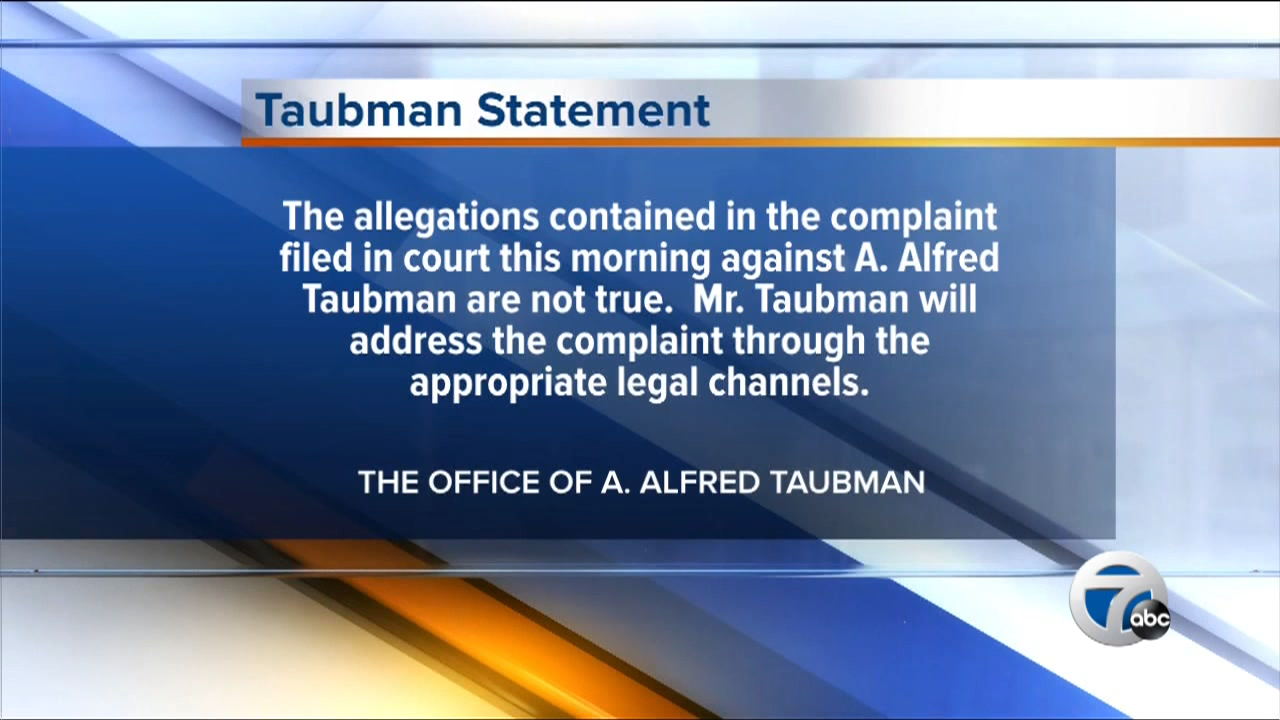 Taubman Statement
The allegations contained in the complaint
filed in court this morning against A. Alfred
Taubman are not true.  Mr. Taubman will
address the complaint through the
appropriate legal channels.
THE OFFICE OF A. ALFRED TAUBMAN
7
abc